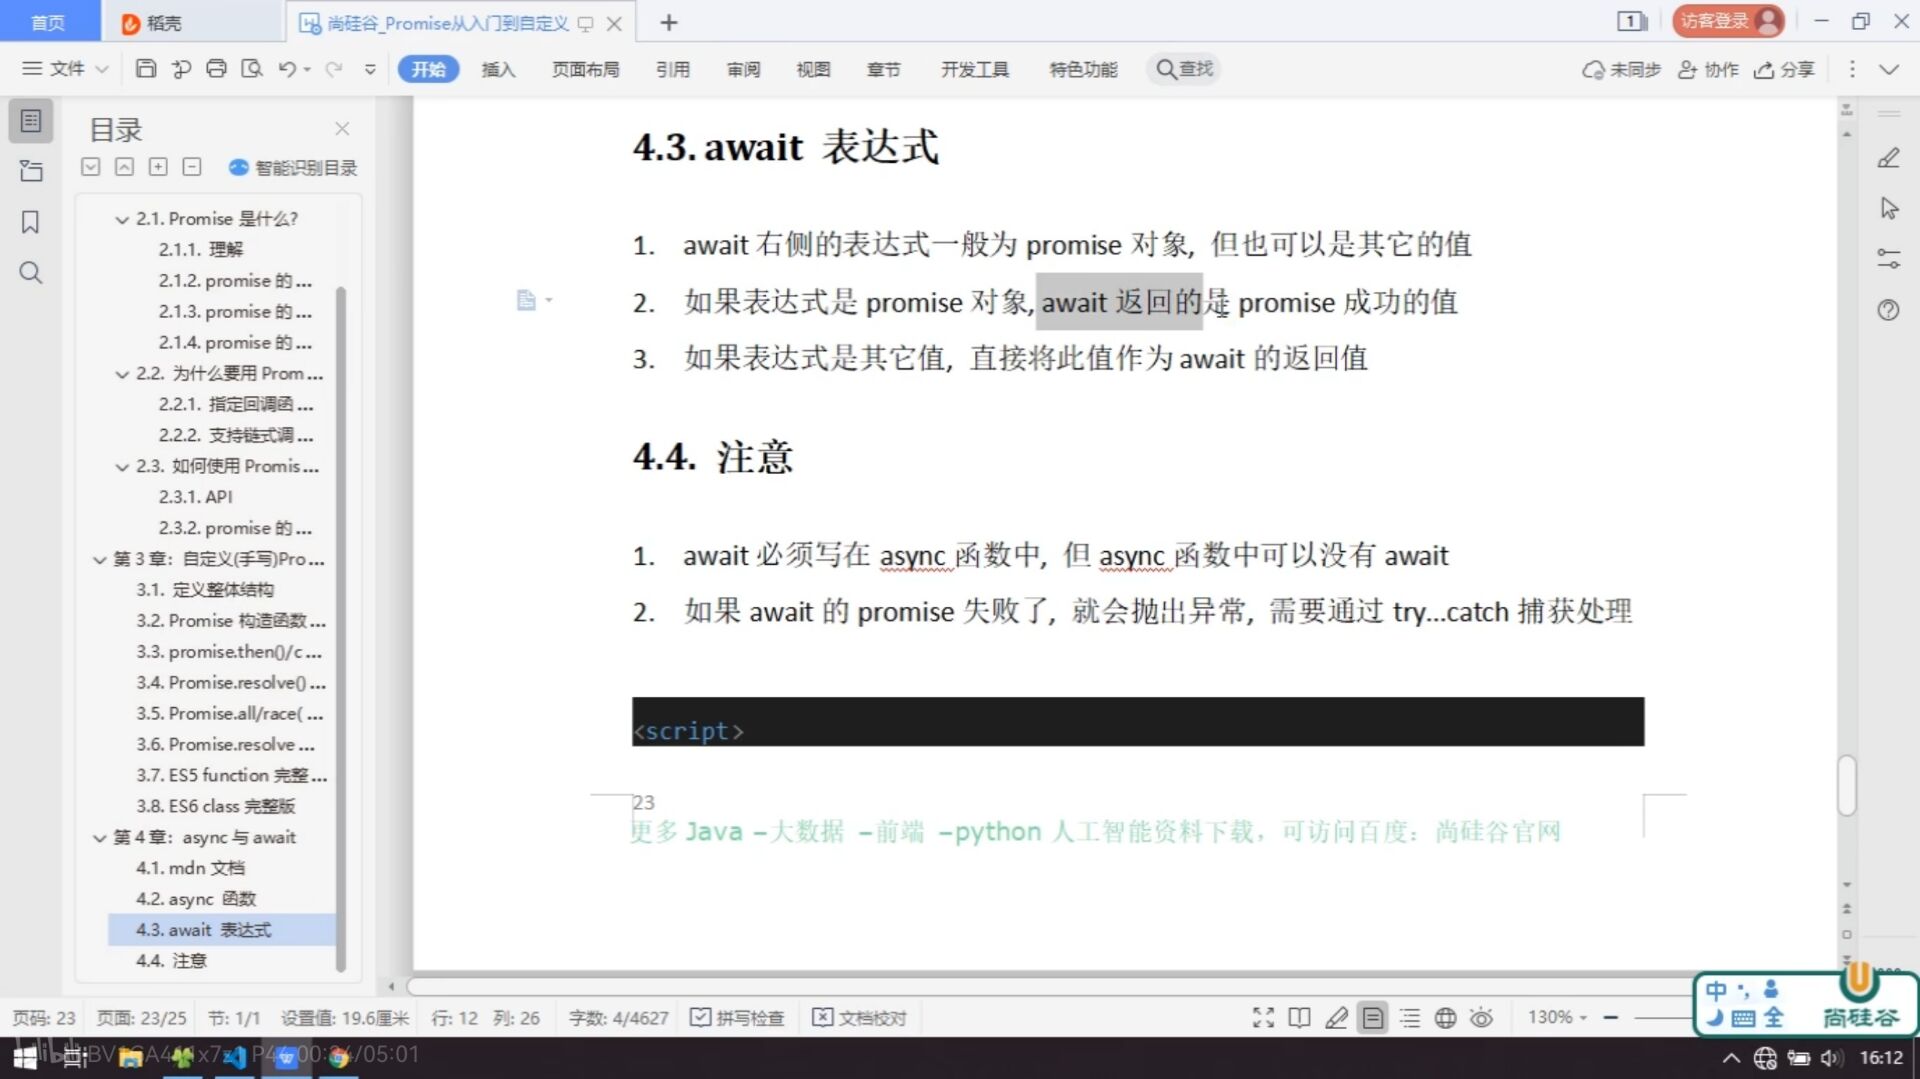 首页
稻壳
尚硅谷_Promise从入门到自定义
1
访客登录
文件
开始
插入
页面布局
引用
审阅
视图
章节
开发工具
特色功能
查找
未同步
协作
分享
目录
智能识别目录
2.1. Promise 是什么?
2.1.1. 理解
2.1.2. promise 的 ...
2.1.3. promise 的 ...
2.1.4. promise 的 ...
2.2. 为什么要用 Prom ...
2.2.1. 指定回调函 ...
2.2.2. 支持链式调 ...
2.3. 如何使用 Promis ...
2.3.1. API
2.3.2. promise 的 ...
第 3 章: 自定义(手写)Pro ...
3.1. 定义整体结构
3.2. Promise 构造函数 ...
3.3. promise.then()/c ...
3.4. Promise.resolve() ...
3.5. Promise.all/race( ...
3.6. Promise.resolve ...
3.7. ES5 function 完整 ...
3.8. ES6 class 完整版
第 4 章: async 与 await
4.1. mdn 文档
4.2. async 函数
4.3. await 表达式
4.4. 注意
4.3. await 表达式
1. await 右侧的表达式一般为 promise 对象, 但也可以是其它的值
2. 如果表达式是 promise 对象, await 返回的是 promise 成功的值
3. 如果表达式是其它值, 直接将此值作为 await 的返回值
4.4. 注意
1. await 必须写在 async 函数中, 但 async 函数中可以没有 await
2. 如果 await 的 promise 失败了, 就会抛出异常, 需要通过 try...catch 捕获处理
<script>
23
更多 Java –大数据 –前端 –python 人工智能资料下载，可访问百度：尚硅谷官网
页码: 23
页面: 23/25
节: 1/1
设置值: 19.6厘米
行: 12
列: 26
字数: 4/4627
拼写检查
文档校对
130%
中
全
尚硅谷
00:34/05:01
16:12